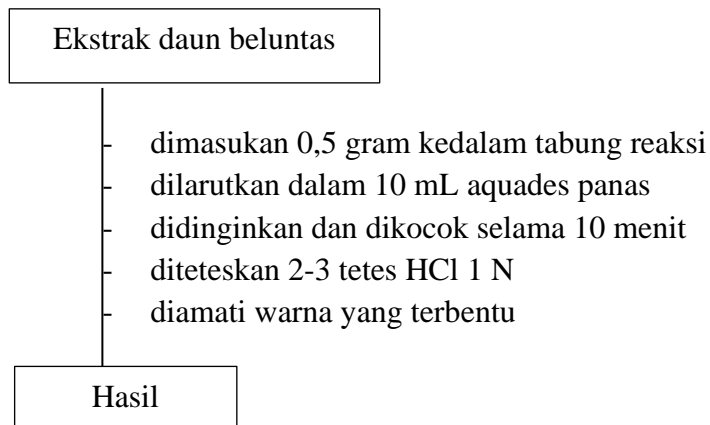 Ekstrak daun beluntas
- dimasukan 0,5 gram kedalam tabung reaksi
- dilarutkan dalam 10 mL aquades panas
- didinginkan dan dikocok selama 10 menit
- diteteskan 2-3 tetes HCl 1 N
- diamati warna yang terbentu
Hasil